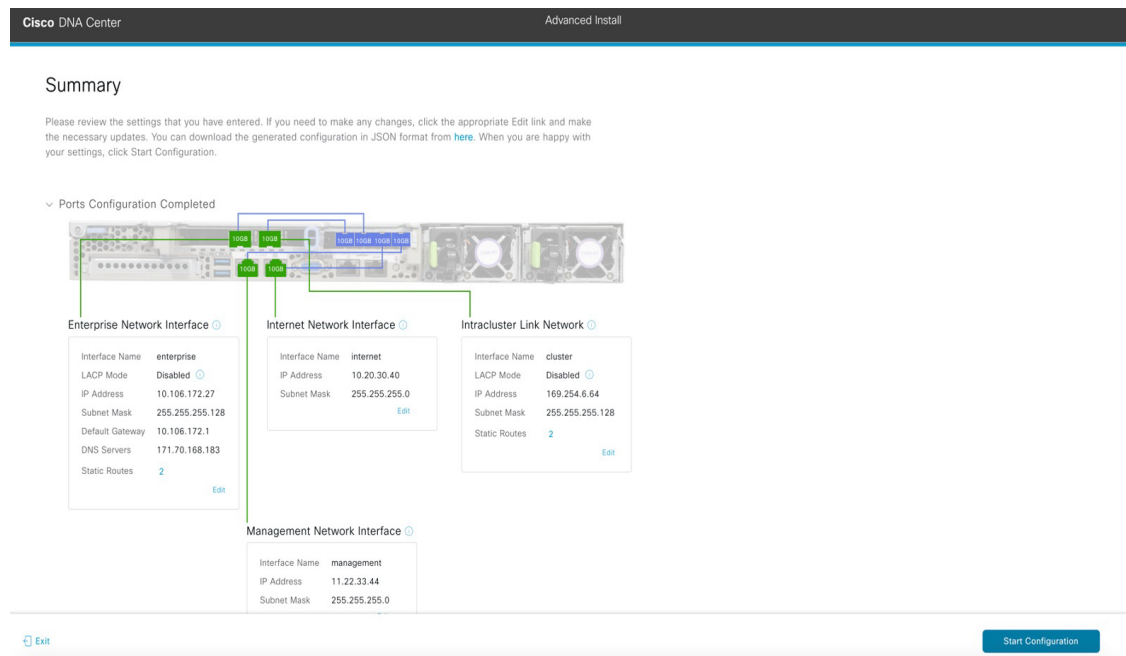 Cisco DNA Center
Advanced Install
Summary
Please review the settings that you have entered. If you need to make any changes, click the appropriate Edit link and make
the necessary updates. You can download the generated configuration in JSON format from here. When you are happy with
your settings, click Start Configuration.
Ports Configuration Completed
10GB 10GB 10GB 10GB 10GB 10GB
10GB 10GB
Enterprise Network Interface
Interface Name enterprise
LACP Mode Disabled
IP Address 10.106.172.27
Subnet Mask 255.255.255.128
Default Gateway 10.106.172.1
DNS Servers 171.70.168.183
Static Routes 2
Edit
Internet Network Interface
Interface Name internet
IP Address 10.20.30.40
Subnet Mask 255.255.255.0
Edit
Intracluster Link Network
Interface Name cluster
LACP Mode Disabled
IP Address 169.254.6.64
Subnet Mask 255.255.255.128
Static Routes 2
Edit
Management Network Interface
Interface Name management
IP Address 11.22.33.44
Subnet Mask 255.255.255.0
Exit
Start Configuration